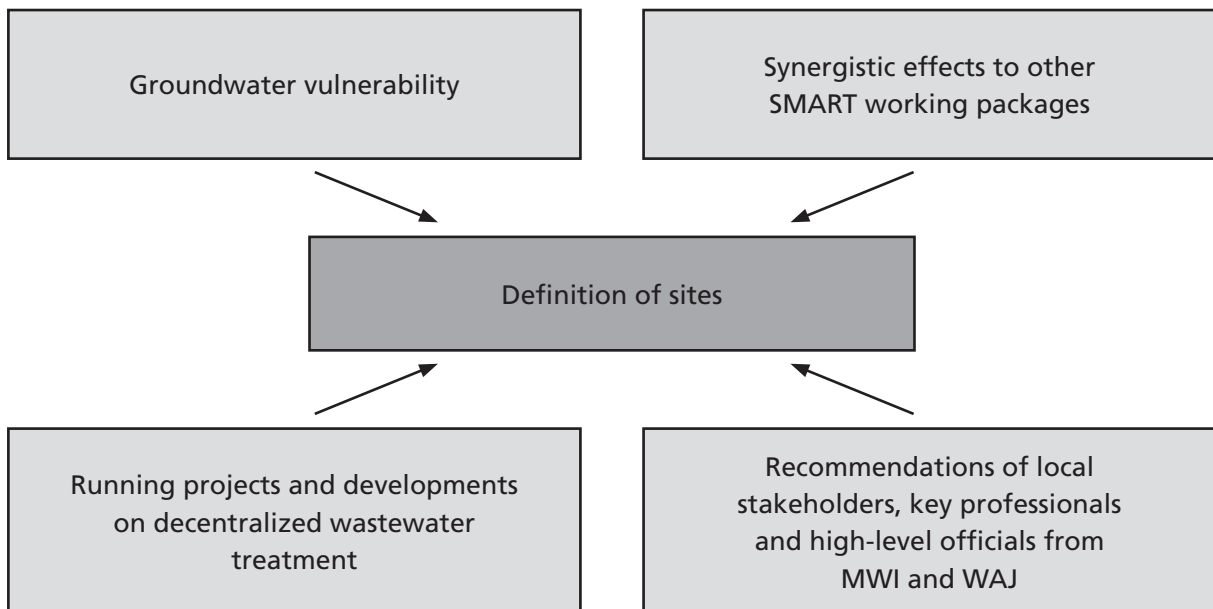 Groundwater vulnerability
Synergistic effects to other
SMART working packages
Definition of sites
Running projects and developments
on decentralized wastewater
treatment
Recommendations of local
stakeholders, key professionals
and high-level officials from
MWI and WAJ